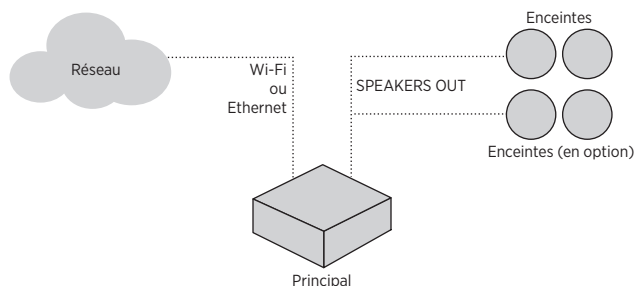 Enceintes
Réseau
Wi-Fi
ou
Ethernet
SPEAKERS OUT
Enceintes (en option)
Principal